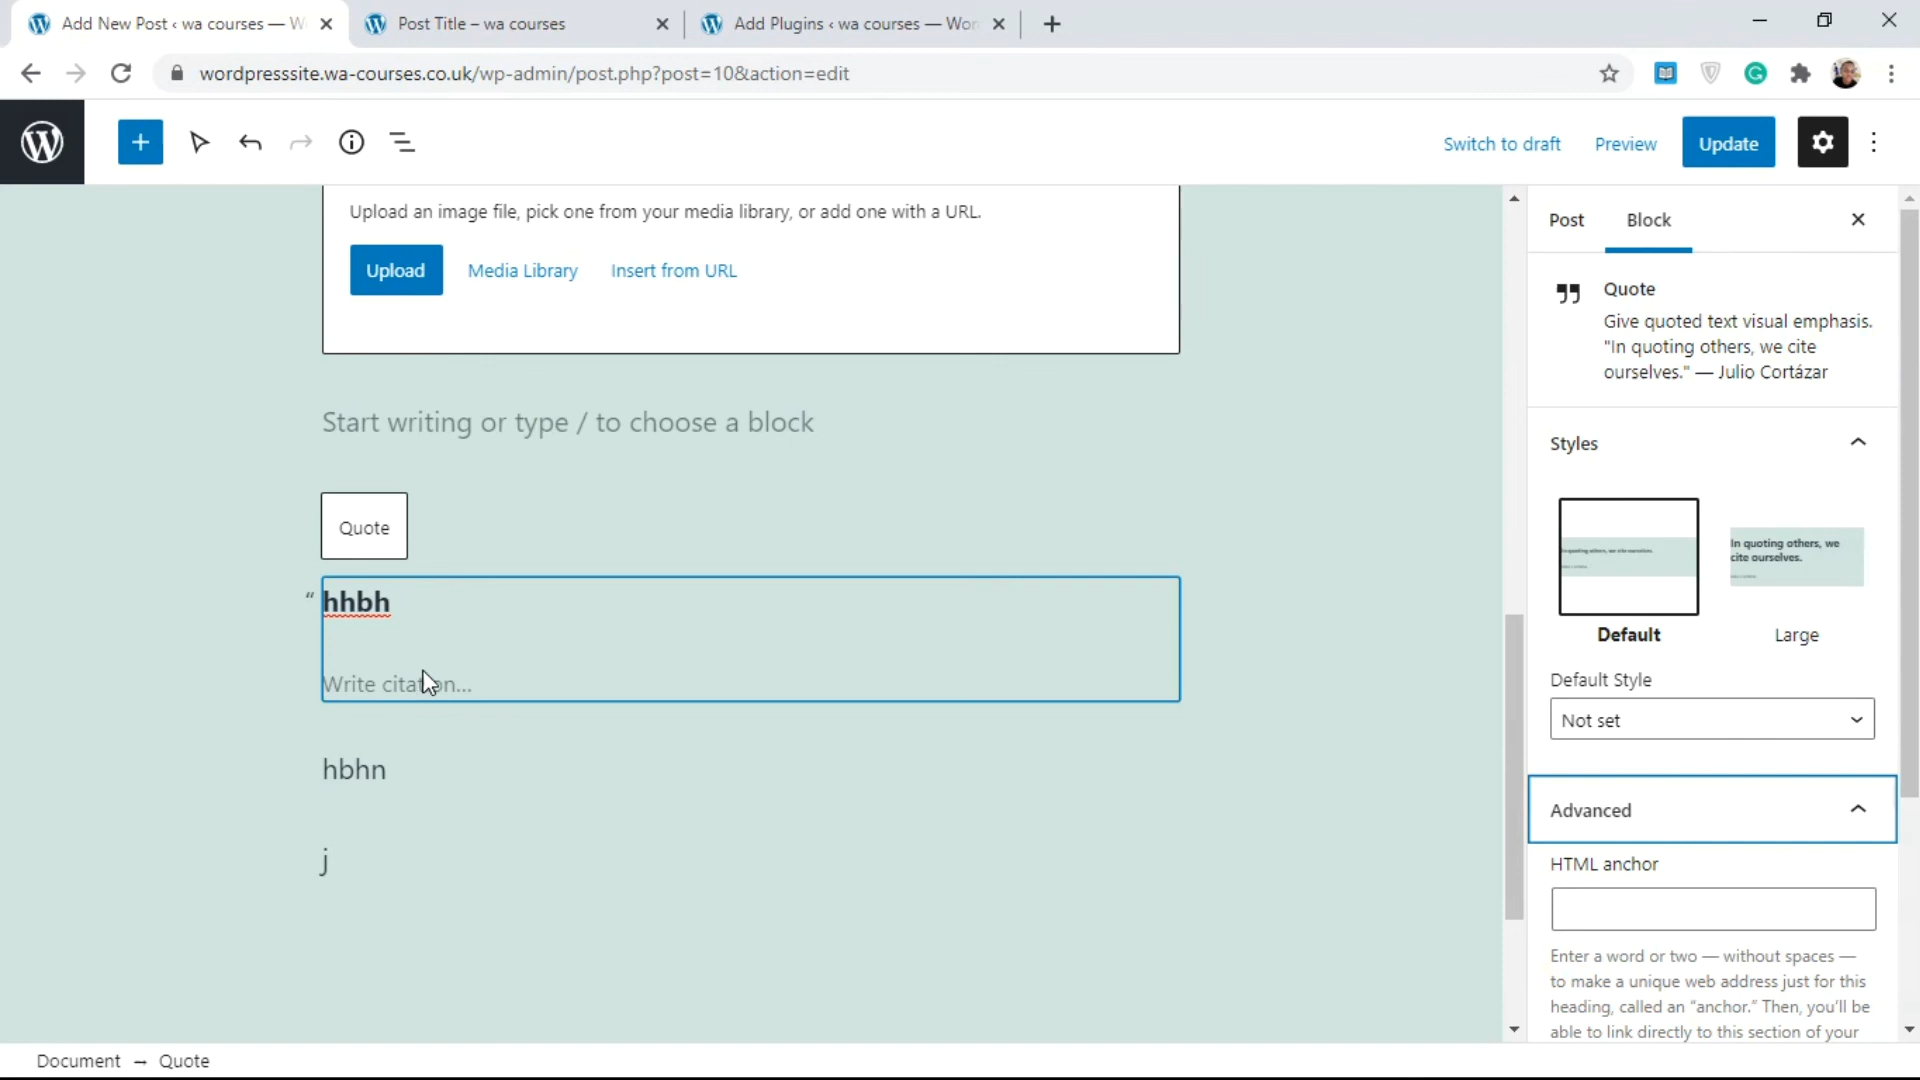 Add New Post ‹ wa courses — W
Post Title – wa courses
Add Plugins ‹ wa courses — Wor
wordpresssite.wa-courses.co.uk/wp-admin/post.php?post=10&action=edit
Switch to draft
Preview
Update
Upload an image file, pick one from your media library, or add one with a URL.
Upload
Media Library
Insert from URL
Start writing or type / to choose a block
Quote
“ hhbh
Write citation...
hbhn
j
Post
Block
Quote
Give quoted text visual emphasis.
"In quoting others, we cite
ourselves." — Julio Cortázar
Styles
In quoting others, we cite ourselves.
In quoting others, we
cite ourselves.
Default
Large
Default Style
Not set
Advanced
HTML anchor
Enter a word or two — without spaces —
to make a unique web address just for this
heading, called an “anchor.” Then, you’ll be
able to link directly to this section of your
Document → Quote